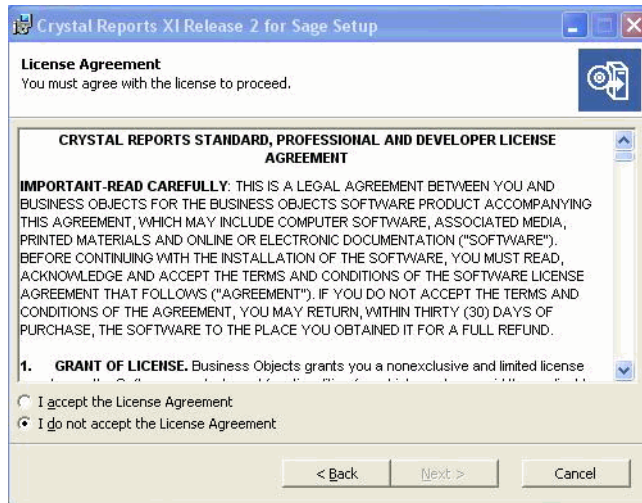 Crystal Reports XI Release 2 for Sage Setup
License Agreement
You must agree with the license to proceed.
CRYSTAL REPORTS STANDARD, PROFESSIONAL AND DEVELOPER LICENSE
AGREEMENT
IMPORTANT-READ CAREFULLY: THIS IS A LEGAL AGREEMENT BETWEEN YOU AND
BUSINESS OBJECTS FOR THE BUSINESS OBJECTS SOFTWARE PRODUCT ACCOMPANYING
THIS AGREEMENT, WHICH MAY INCLUDE COMPUTER SOFTWARE, ASSOCIATED MEDIA,
PRINTED MATERIALS AND ONLINE OR ELECTRONIC DOCUMENTATION ("SOFTWARE").
BEFORE CONTINUING WITH THE INSTALLATION OF THE SOFTWARE, YOU MUST READ,
ACKNOWLEDGE AND ACCEPT THE TERMS AND CONDITIONS OF THE SOFTWARE LICENSE
AGREEMENT THAT FOLLOWS ("AGREEMENT"). IF YOU DO NOT ACCEPT THE TERMS AND
CONDITIONS OF THE AGREEMENT, YOU MAY RETURN, WITHIN THIRTY (30) DAYS OF
PURCHASE, THE SOFTWARE TO THE PLACE YOU OBTAINED IT FOR A FULL REFUND.
1. GRANT OF LICENSE. Business Objects grants you a nonexclusive and limited license
I accept the License Agreement
I do not accept the License Agreement
< Back
Next >
Cancel